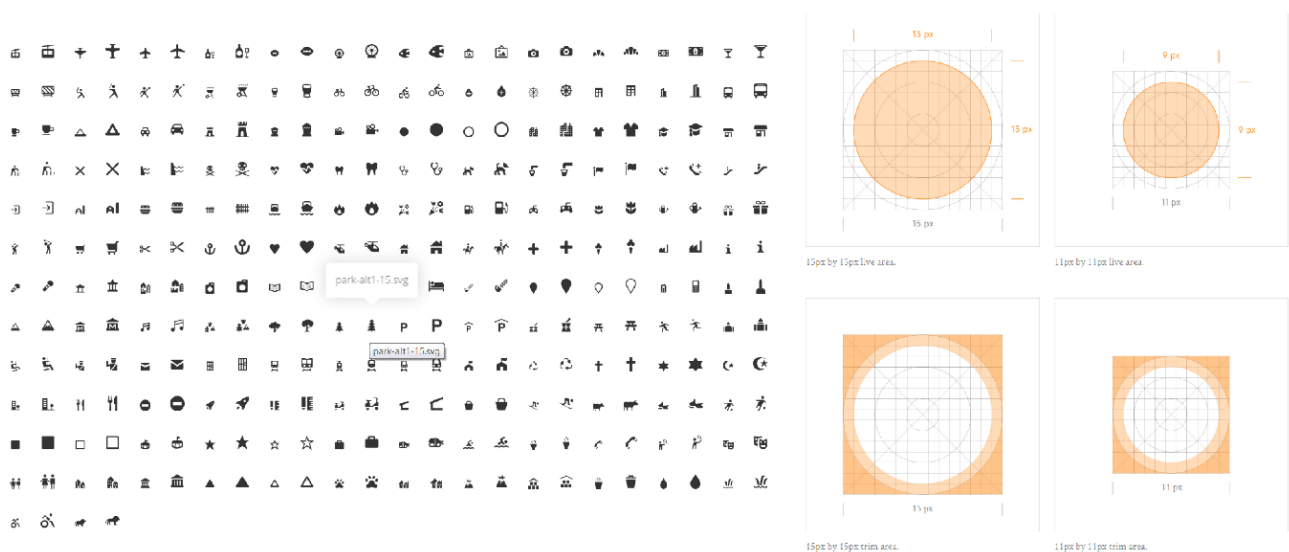 park-alt1-15.svg
park-alt1-15.svg
13 px
13 px
15 px
15px by 15px live area.
9 px
9 px
11 px
11px by 11px live area.
15 px
15px by 15px trim area.
11 px
11px by 11px trim area.